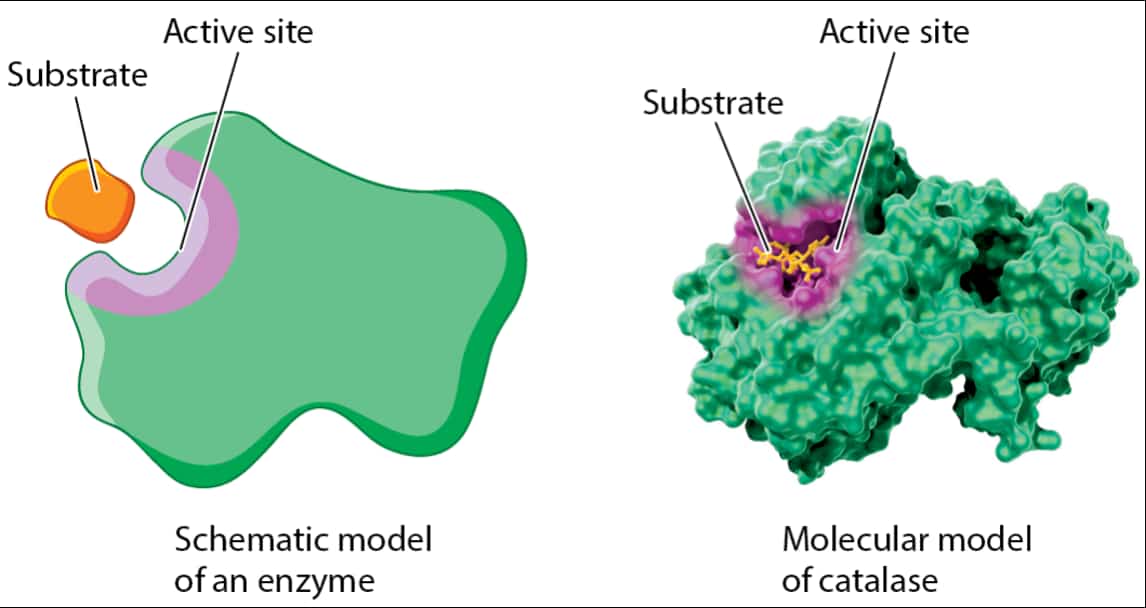 Active site
Substrate
Schematic model
of an enzyme
Active site
Substrate
Molecular model
of catalase